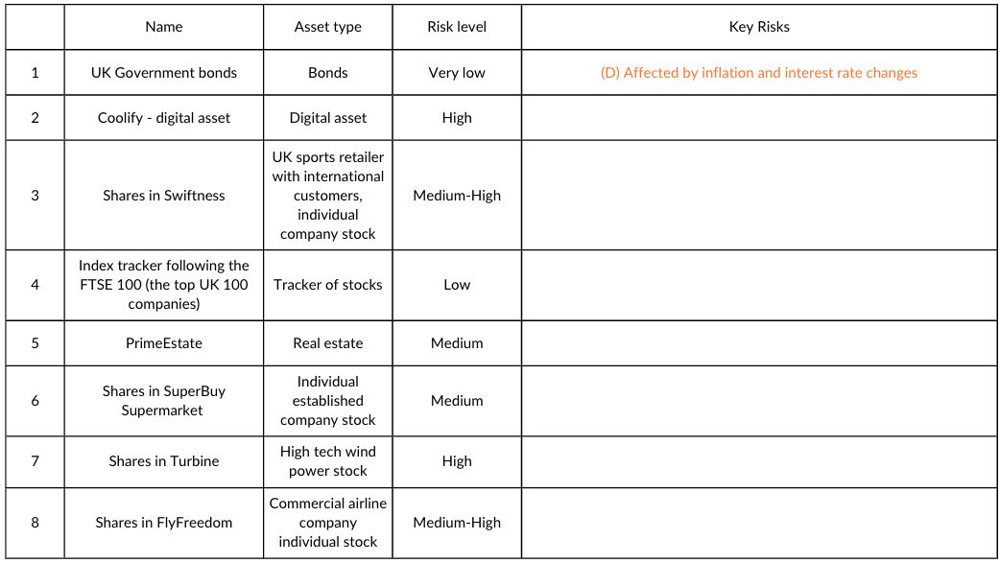 Name Asset type Risk level Key Risks
1 UK Government bonds Bonds Very low (D) Affected by inflation and interest rate changes
2 Coolify - digital asset Digital asset High
3 Shares in Swiftness
UK sports retailer
with international
customers,
individual
company stock
Medium-High
4
Index tracker following the
FTSE 100 (the top UK 100
companies)
Tracker of stocks Low
5 PrimeEstate Real estate Medium
6
Shares in SuperBuy
Supermarket
Individual
established
company stock
Medium
7 Shares in Turbine
High tech wind
power stock
High
8 Shares in FlyFreedom
Commercial airline
company
individual stock
Medium-High